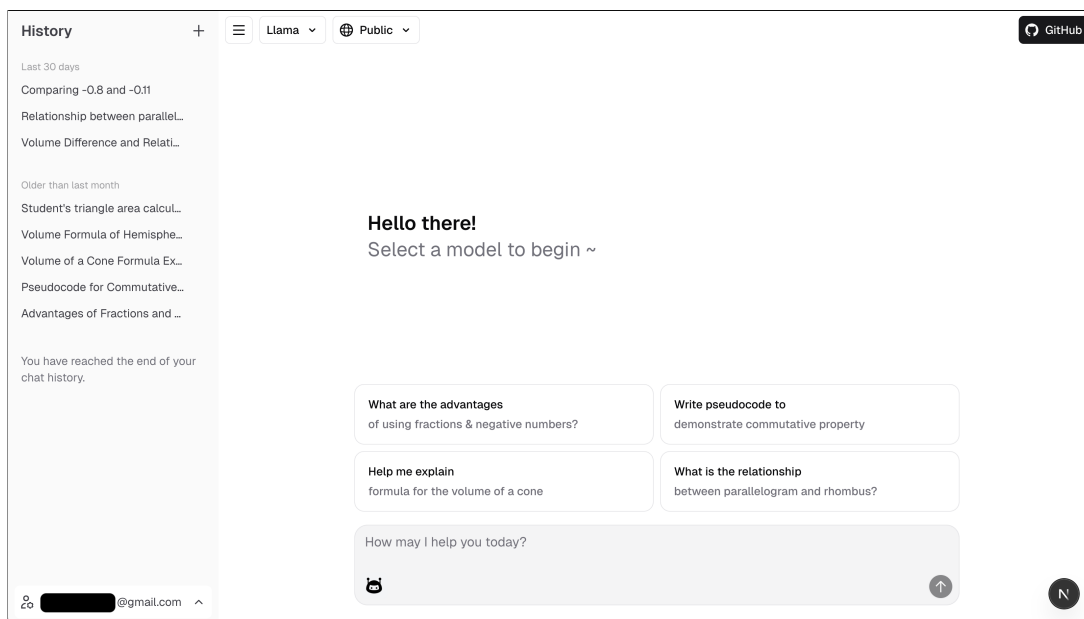 History
Last 30 days
Comparing -0.8 and -0.11
Relationship between parallel...
Volume Difference and Relati...
Older than last month
Student's triangle area calcul...
Volume Formula of Hemisphe...
Volume of a Cone Formula Ex...
Pseudocode for Commutative...
Advantages of Fractions and ...
You have reached the end of your
chat history.
@gmail.com
Llama
Public
GitHub
Hello there!
Select a model to begin ~
What are the advantages
of using fractions & negative numbers?
Write pseudocode to
demonstrate commutative property
Help me explain
formula for the volume of a cone
What is the relationship
between parallelogram and rhombus?
How may I help you today?
N